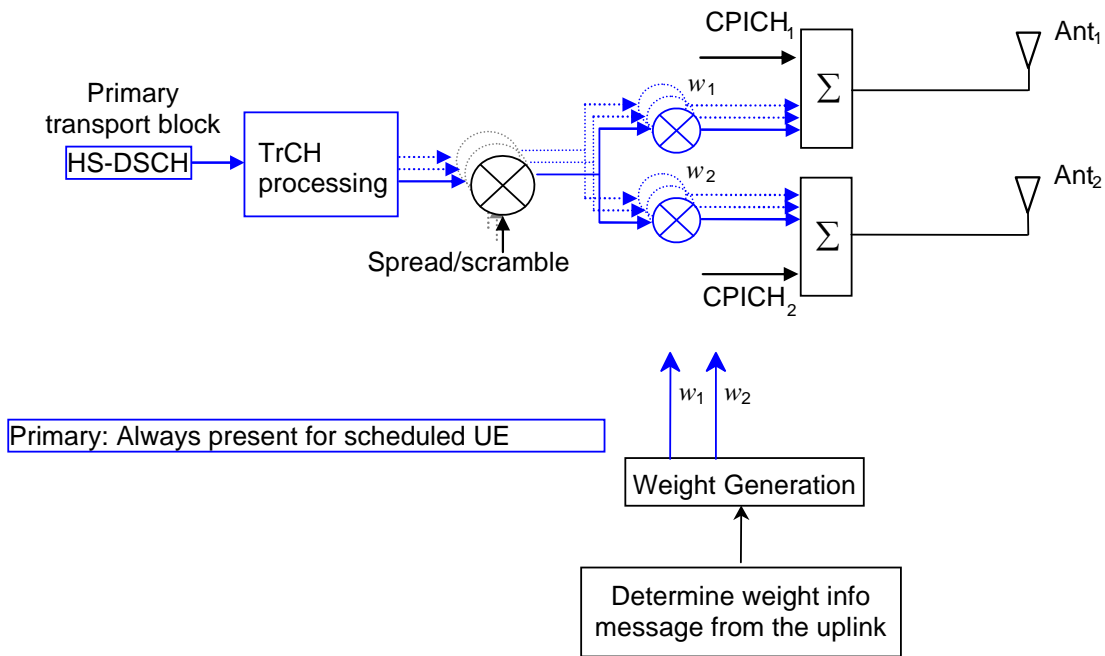 CPICH1
Ant1
w1
Σ
Primary
transport block
HS-DSCH
TrCH
processing
w2
Ant2
Σ
Spread/scramble
CPICH2
w1 w2
Primary: Always present for scheduled UE
Weight Generation
Determine weight info
message from the uplink